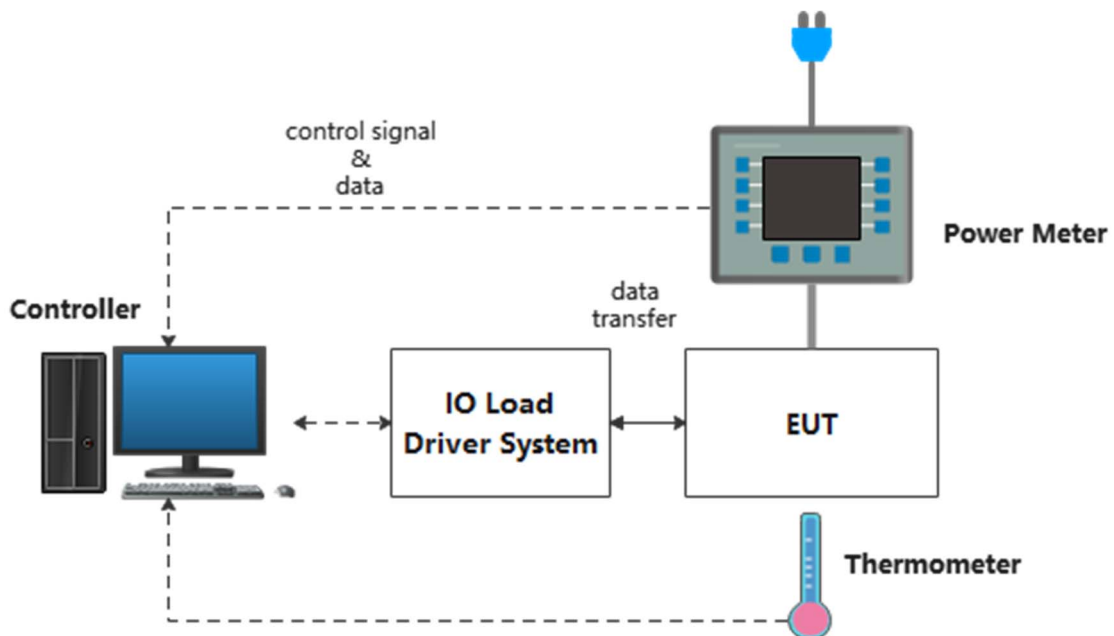 control signal
&
data
Power Meter
Controller
data
transfer
IO Load
Driver System
EUT
Thermometer